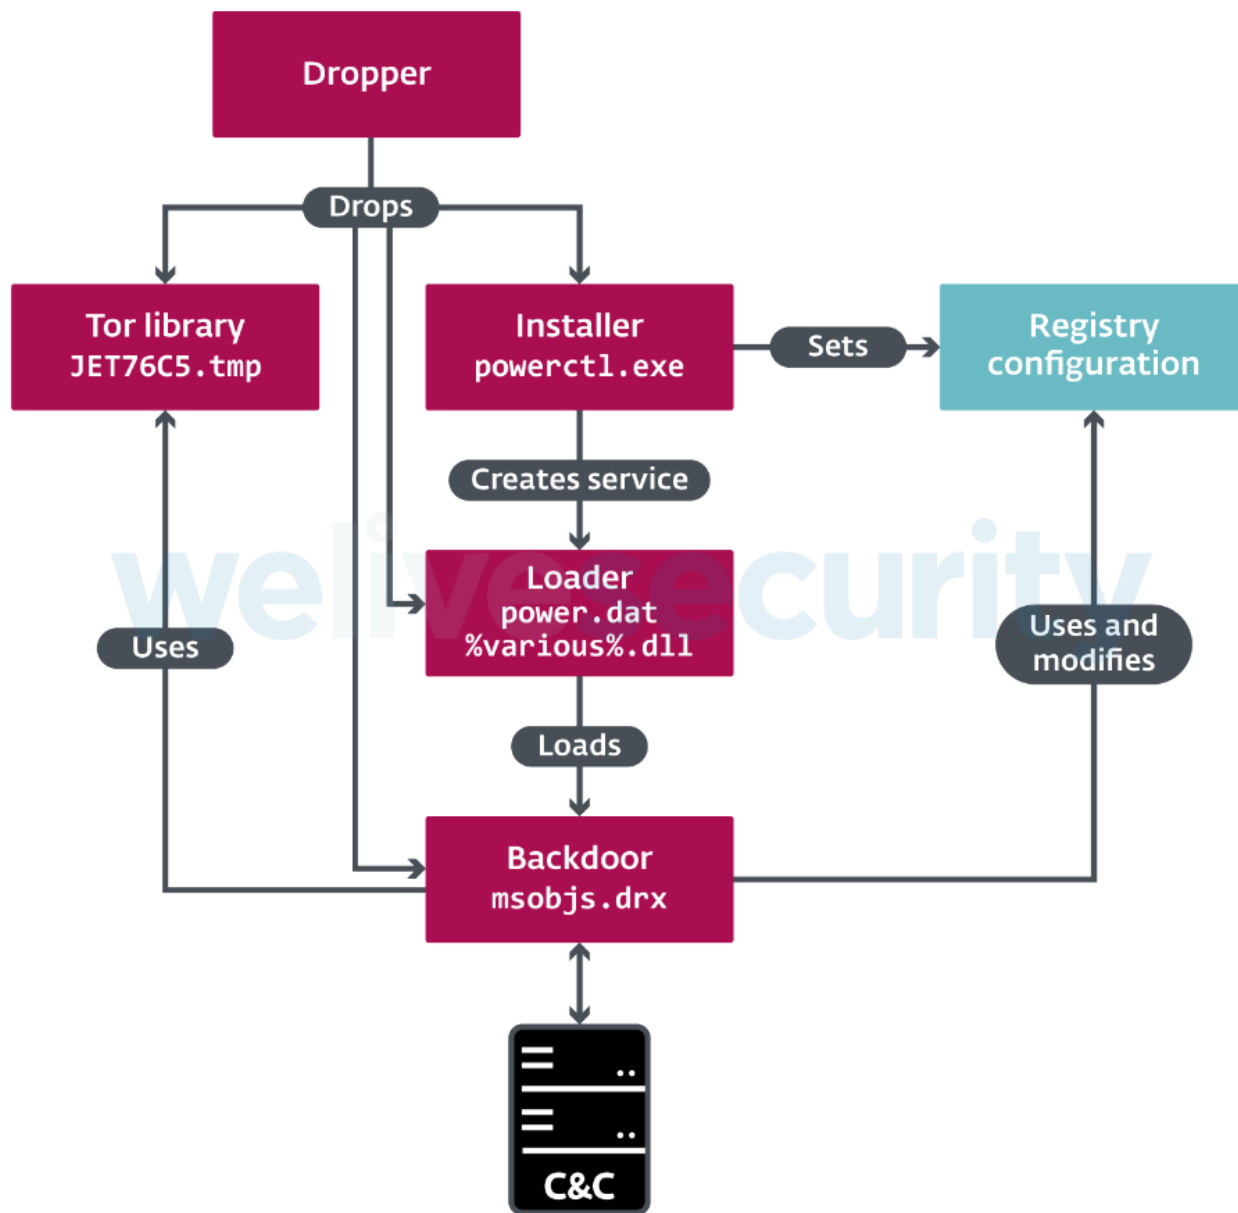 Dropper
Drops
Tor library
JET76C5.tmp
Installer
powerctl.exe
Sets
Registry
configuration
Creates service
welivesecurity
Loader
power.dat
%various%.dll
Uses
Uses and
modifies
Loads
Backdoor
msobjs.drx
C&C